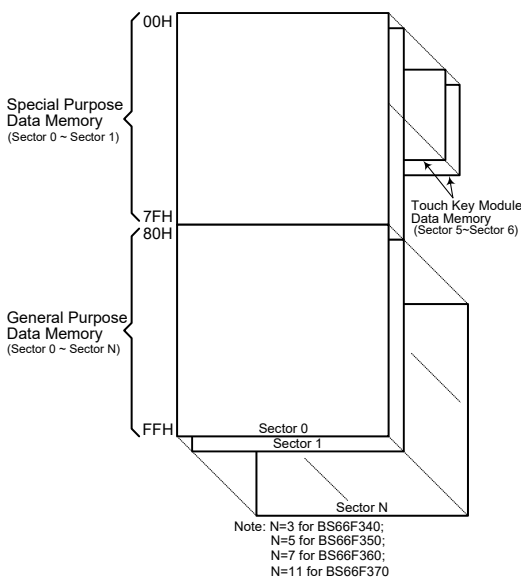 00H
Special Purpose
Data Memory
(Sector 0 ~ Sector 1)
Touch Key Module
Data Memory
(Sector 5~Sector 6)
7FH
80H
General Purpose
Data Memory
(Sector 0 ~ Sector N)
FFH
Sector 0
Sector 1
Sector N
Note: N=3 for BS66F340;
N=5 for BS66F350;
N=7 for BS66F360;
N=11 for BS66F370